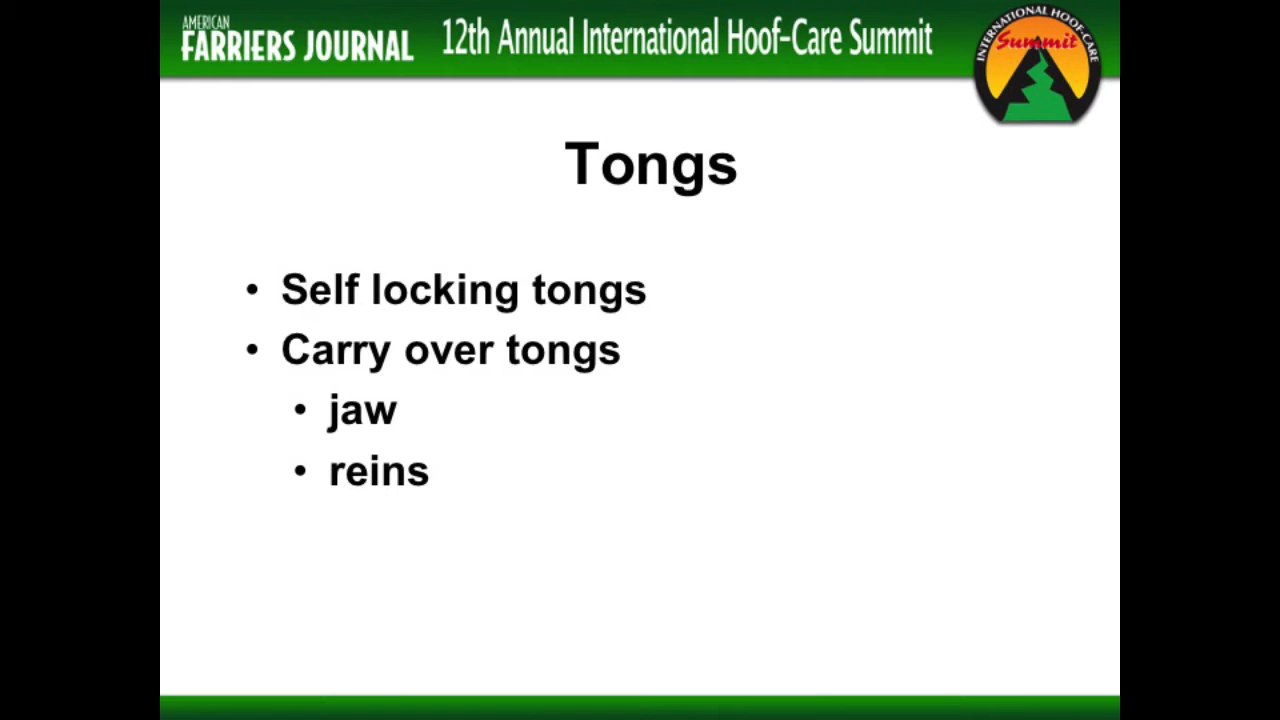 AMERICAN
FARRIERS JOURNAL
12th Annual International Hoof-Care Summit
INTERNATIONAL HOOF-CARE
Summit
Tongs
• Self locking tongs
• Carry over tongs
• jaw
• reins